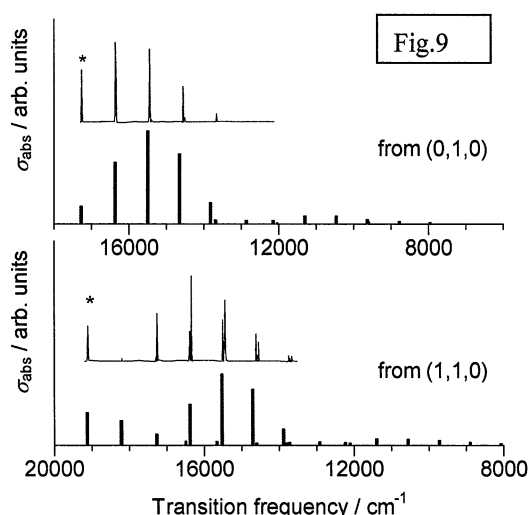 Fig.9
*
σabs / arb. units
from (0,1,0)
16000 12000 8000
*
σabs / arb. units
from (1,1,0)
20000 16000 12000 8000
Transition frequency / cm-1